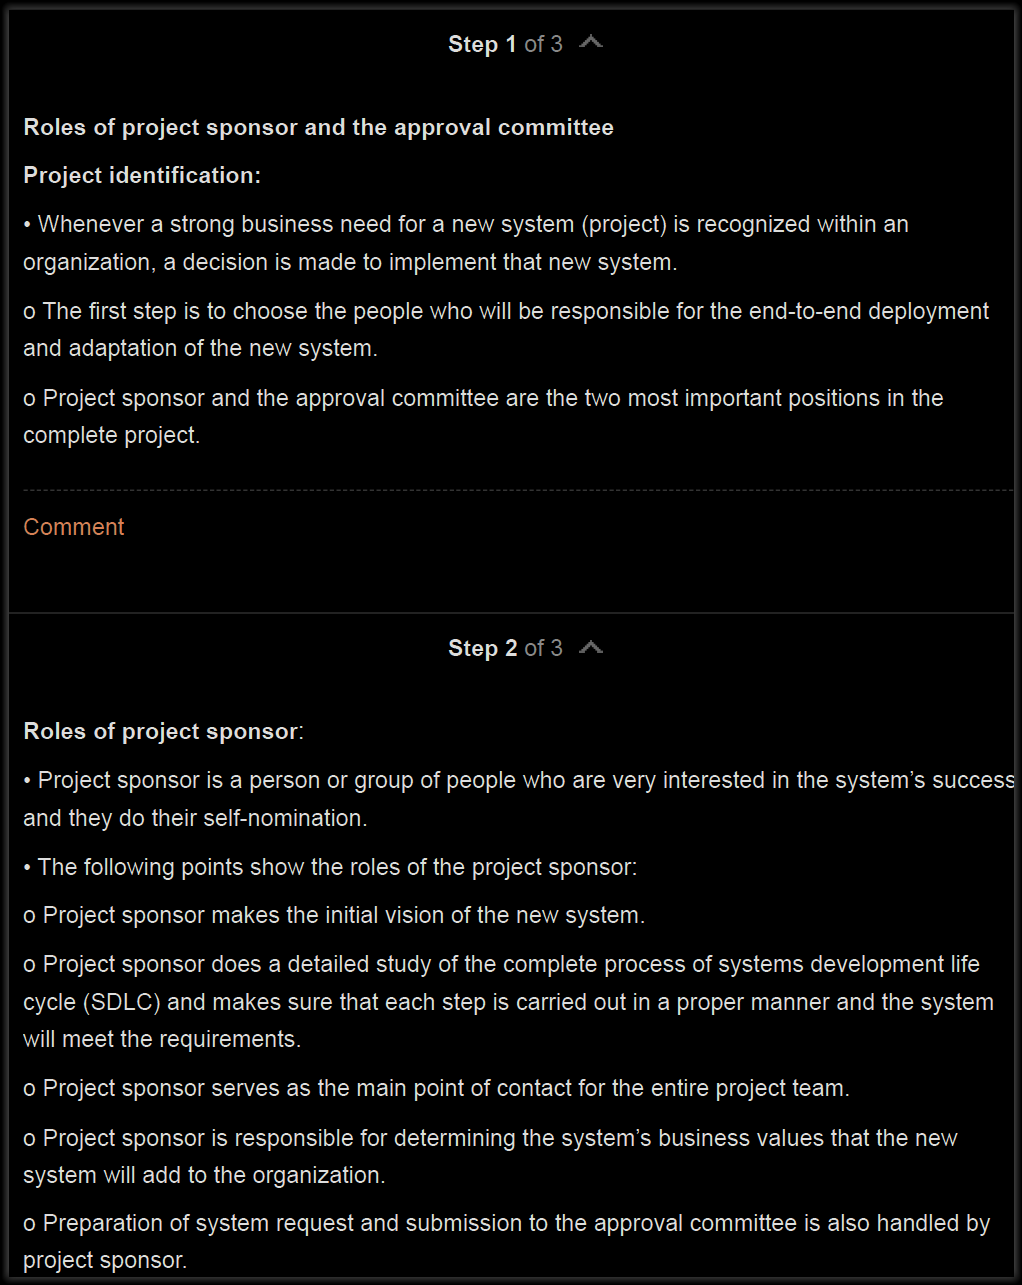 Step 1 of 3
Roles of project sponsor and the approval committee
Project identification:
• Whenever a strong business need for a new system (project) is recognized within an
organization, a decision is made to implement that new system.
o The first step is to choose the people who will be responsible for the end-to-end deployment
and adaptation of the new system.
o Project sponsor and the approval committee are the two most important positions in the
complete project.
Comment
Step 2 of 3
Roles of project sponsor:
• Project sponsor is a person or group of people who are very interested in the system’s success
and they do their self-nomination.
• The following points show the roles of the project sponsor:
o Project sponsor makes the initial vision of the new system.
o Project sponsor does a detailed study of the complete process of systems development life
cycle (SDLC) and makes sure that each step is carried out in a proper manner and the system
will meet the requirements.
o Project sponsor serves as the main point of contact for the entire project team.
o Project sponsor is responsible for determining the system’s business values that the new
system will add to the organization.
o Preparation of system request and submission to the approval committee is also handled by
project sponsor.